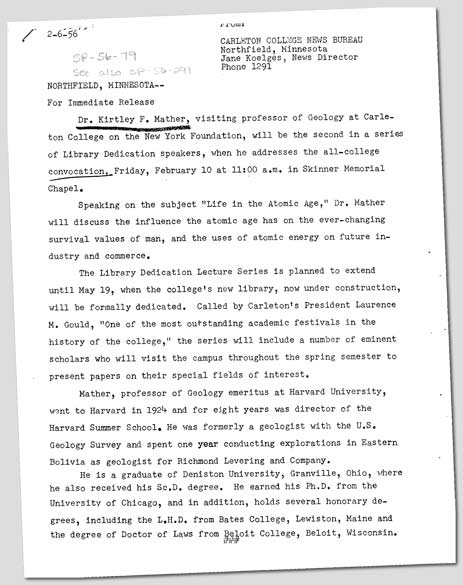 2-6-56
From:
CARLETON COLLEGE NEWS BUREAU
Northfield, Minnesota
Jane Koelges, News Director
Phone 1291
SP-56-79
See also SP-56-291
NORTHFIELD, MINNESOTA--
For Immediate Release
Dr. Kirtley F. Mather, visiting professor of Geology at Carle-
ton College on the New York Foundation, will be the second in a series
of Library Dedication speakers, when he addresses the all-college
convocation, Friday, February 10 at 11:00 a.m. in Skinner Memorial
Chapel.
Speaking on the subject "Life in the Atomic Age," Dr. Mather
will discuss the influence the atomic age has on the ever-changing
survival values of man, and the uses of atomic energy on future in-
dustry and commerce.
The Library Dedication Lecture Series is planned to extend
until May 19, when the college's new library, now under construction,
will be formally dedicated. Called by Carleton's President Laurence
M. Gould, "One of the most outstanding academic festivals in the
history of the college," the series will include a number of eminent
scholars who will visit the campus throughout the spring semester to
present papers on their special fields of interest.
Mather, professor of Geology emeritus at Harvard University,
went to Harvard in 1924 and for eight years was director of the
Harvard Summer School. He was formerly a geologist with the U.S.
Geology Survey and spent one year conducting explorations in Eastern
Bolivia as geologist for Richmond Levering and Company.
He is a graduate of Deniston University, Granville, Ohio, where
he also received his Sc.D. degree. He earned his Ph.D. from the
University of Chicago, and in addition, holds several honorary de-
grees, including the L.H.D. from Bates College, Lewiston, Maine and
the degree of Doctor of Laws from Beloit College, Beloit, Wisconsin.
###